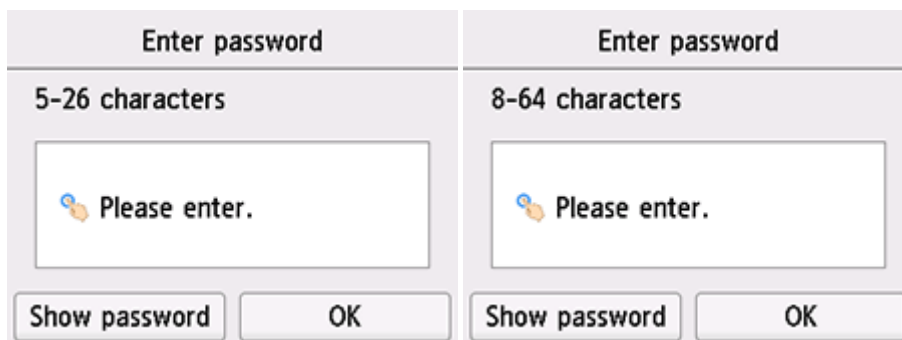 Enter password
5-26 characters
Please enter.
Show password
OK
Enter password
8-64 characters
Please enter.
Show password
OK